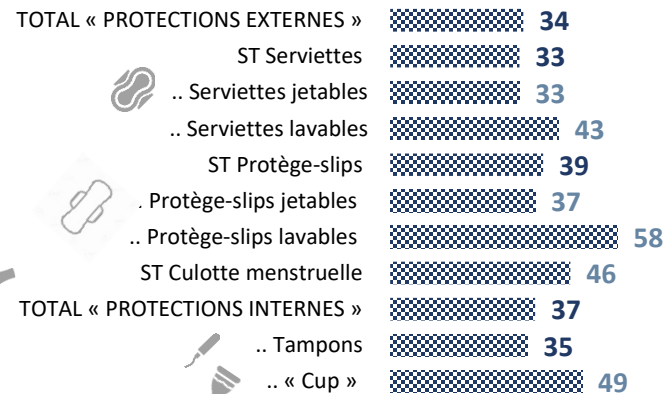 TOTAL « PROTECTIONS EXTERNES » 34
ST Serviettes 33
.. Serviettes jetables 33
.. Serviettes lavables 43
ST Protège-slips 39
. Protège-slips jetables 37
.. Protège-slips lavables 58
ST Culotte menstruelle 46
TOTAL « PROTECTIONS INTERNES » 37
.. Tampons 35
.. « Cup » 49